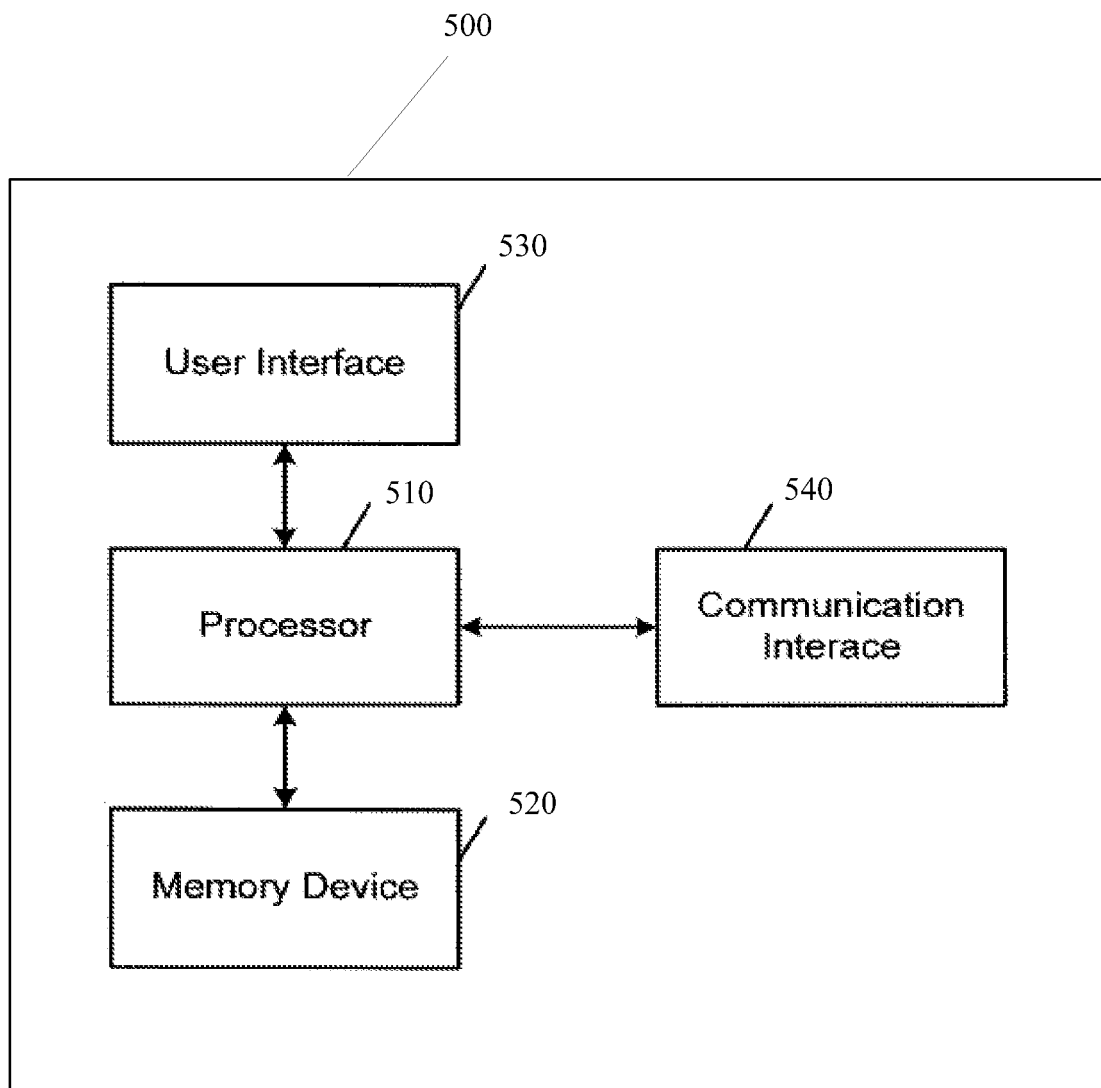 500
530
User Interface
510
540
Processor
Communication
Interace
520
Memory Device